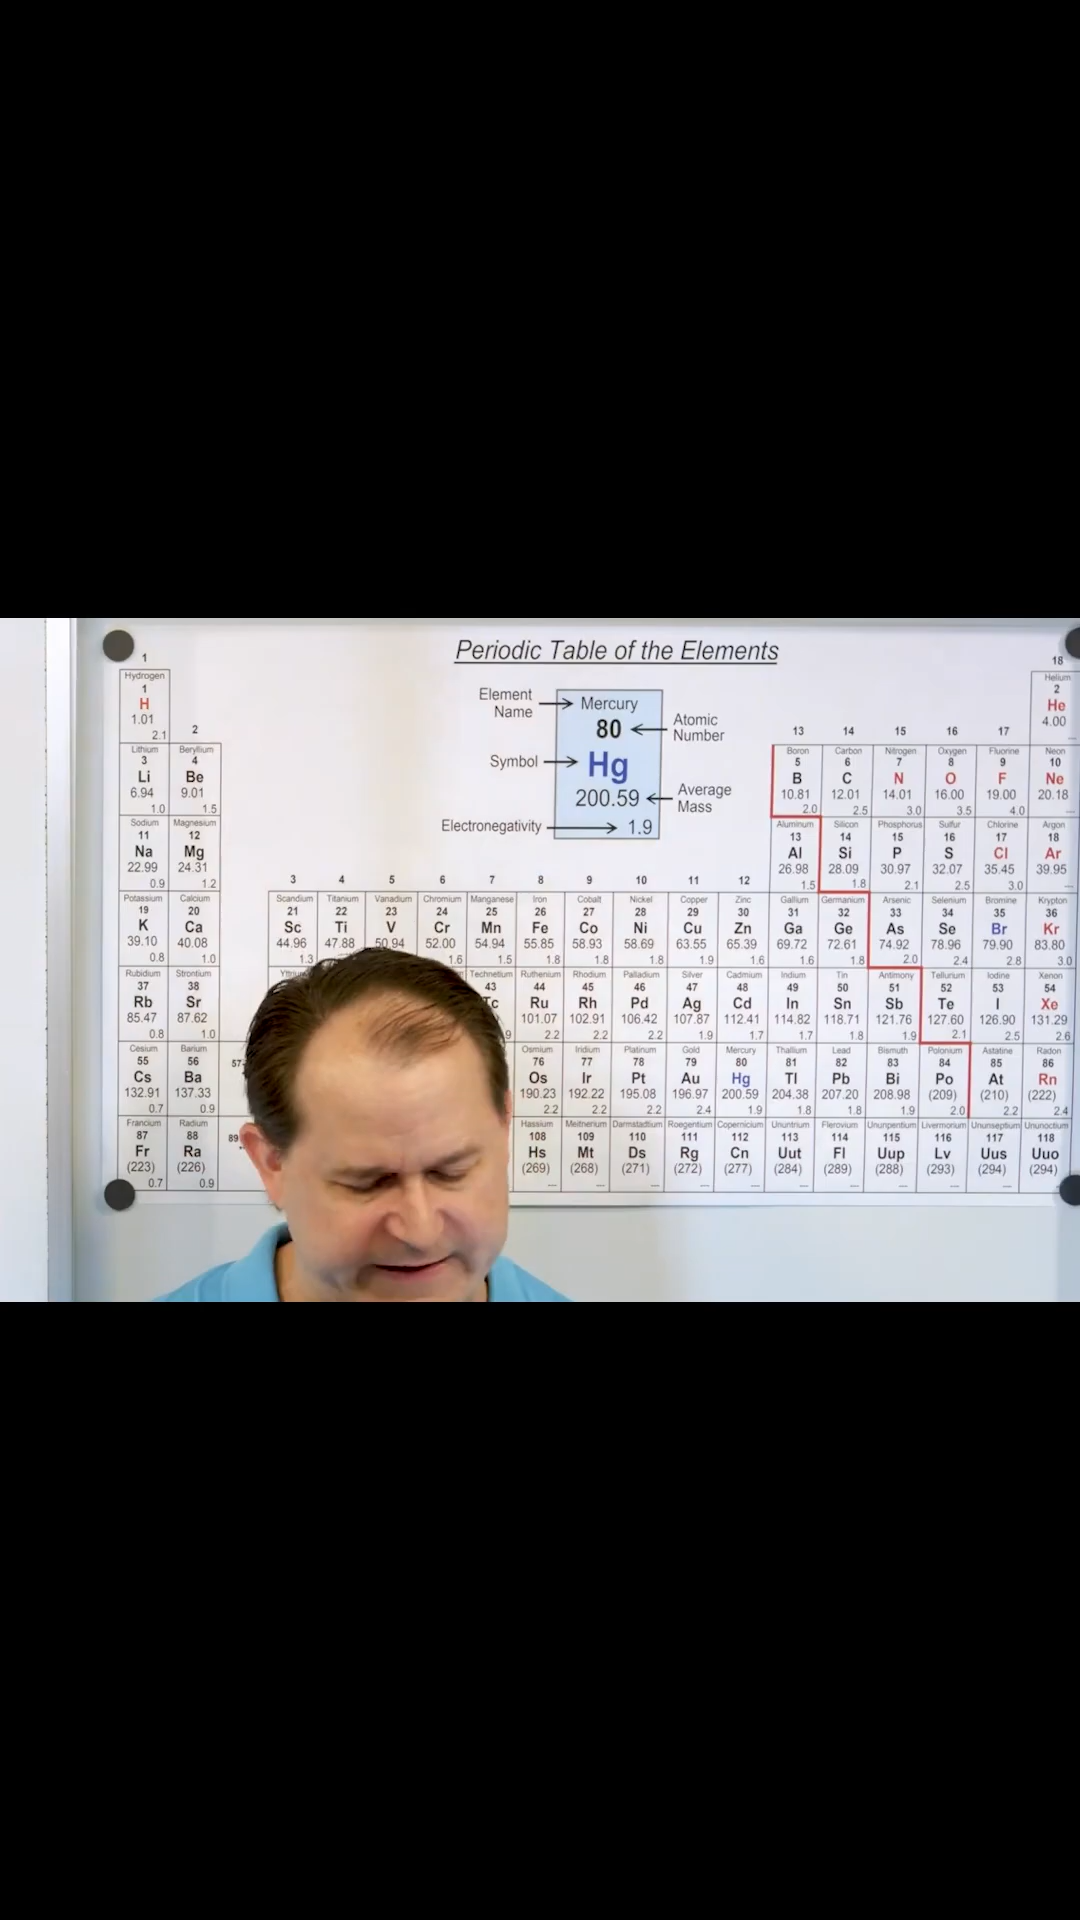 Periodic Table of the Elements
1
18
Hydrogen
1
H
1.01
2.1
Element Name
Mercury
80
Hg
200.59
1.9
Atomic Number
Symbol
Average Mass
Electronegativity
Helium
2
He
4.00
---
2
13 14 15 16 17
Lithium Beryllium Boron Carbon Nitrogen Oxygen Fluorine Neon
3 4 5 6 7 8 9 10
Li Be B C N O F Ne
6.94 9.01 10.81 12.01 14.01 16.00 19.00 20.18
1.0 1.5 2.0 2.5 3.0 3.5 4.0 ---
Sodium Magnesium Aluminum Silicon Phosphorus Sulfur Chlorine Argon
11 12 13 14 15 16 17 18
Na Mg Al Si P S Cl Ar
22.99 24.31 26.98 28.09 30.97 32.07 35.45 39.95
0.9 1.2 1.5 1.8 2.1 2.5 3.0 ---
3 4 5 6 7 8 9 10 11 12
Potassium Calcium Scandium Titanium Vanadium Chromium Manganese Iron Cobalt Nickel Copper Zinc Gallium Germanium Arsenic Selenium Bromine Krypton
19 20 21 22 23 24 25 26 27 28 29 30 31 32 33 34 35 36
K Ca Sc Ti V Cr Mn Fe Co Ni Cu Zn Ga Ge As Se Br Kr
39.10 40.08 44.96 47.88 50.94 52.00 54.94 55.85 58.93 58.69 63.55 65.39 69.72 72.61 74.92 78.96 79.90 83.80
0.8 1.0 1.3 1.6 1.5 1.8 1.8 1.8 1.9 1.6 1.6 1.8 2.0 2.4 2.8 3.0
Rubidium Strontium Technetium Ruthenium Rhodium Palladium Silver Cadmium Indium Tin Antimony Tellurium Iodine Xenon
37 38 43 44 45 46 47 48 49 50 51 52 53 54
Rb Sr Tc Ru Rh Pd Ag Cd In Sn Sb Te I Xe
85.47 87.62 101.07 102.91 106.42 107.87 112.41 114.82 118.71 121.76 127.60 126.90 131.29
0.8 1.0 2.2 2.2 2.2 1.9 1.7 1.7 1.8 1.9 2.1 2.5 2.6
Cesium Barium Osmium Iridium Platinum Gold Mercury Thallium Lead Bismuth Polonium Astatine Radon
55 56 57- 76 77 78 79 80 81 82 83 84 85 86
Cs Ba Os Ir Pt Au Hg Tl Pb Bi Po At Rn
132.91 137.33 190.23 192.22 195.08 196.97 200.59 204.38 207.20 208.98 (209) (210) (222)
0.7 0.9 2.2 2.2 2.2 2.4 1.9 1.8 1.8 1.9 2.0 2.2 2.4
Francium Radium Hassium Meitnerium Darmstadtium Roegentium Copernicium Ununtrium Flerovium Ununpentium Livermorium Ununseptium Ununoctium
87 88 89- 108 109 110 111 112 113 114 115 116 117 118
Fr Ra Hs Mt Ds Rg Cn Uut Fl Uup Lv Uus Uuo
(223) (226) (269) (268) (271) (272) (277) (284) (289) (288) (293) (294) (294)
0.7 0.9 --- --- --- --- --- --- --- --- --- --- ---